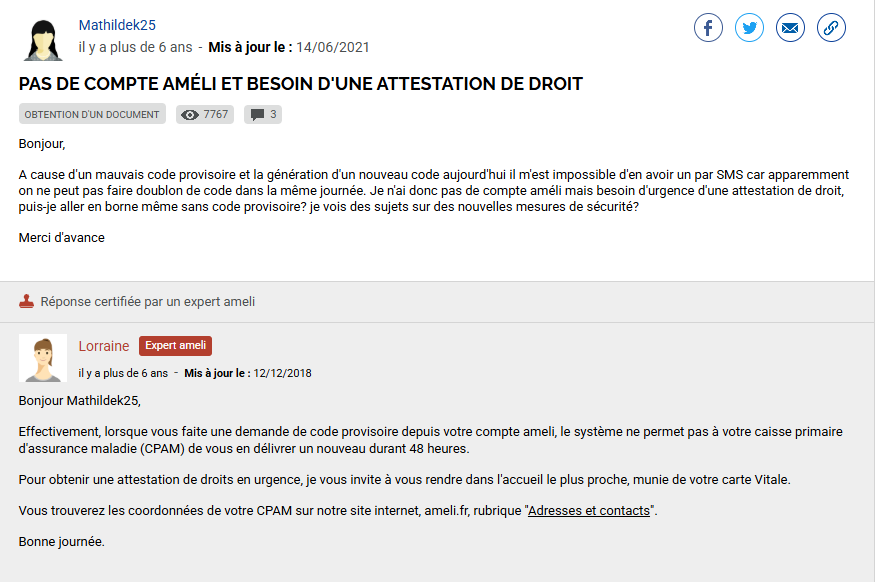 Mathildek25
il y a plus de 6 ans - Mis à jour le : 14/06/2021
PAS DE COMPTE AMÉLI ET BESOIN D'UNE ATTESTATION DE DROIT
OBTENTION D'UN DOCUMENT 7767 3
Bonjour,
A cause d'un mauvais code provisoire et la génération d'un nouveau code aujourd'hui il m'est impossible d'en avoir un par SMS car apparemment
on ne peut pas faire doublon de code dans la même journée. Je n'ai donc pas de compte améli mais besoin d'urgence d'une attestation de droit,
puis-je aller en borne même sans code provisoire? je vois des sujets sur des nouvelles mesures de sécurité?
Merci d'avance
Réponse certifiée par un expert ameli
Lorraine Expert ameli
il y a plus de 6 ans - Mis à jour le : 12/12/2018
Bonjour Mathildek25,
Effectivement, lorsque vous faite une demande de code provisoire depuis votre compte ameli, le système ne permet pas à votre caisse primaire
d'assurance maladie (CPAM) de vous en délivrer un nouveau durant 48 heures.
Pour obtenir une attestation de droits en urgence, je vous invite à vous rendre dans l'accueil le plus proche, munie de votre carte Vitale.
Vous trouverez les coordonnées de votre CPAM sur notre site internet, ameli.fr, rubrique "Adresses et contacts".
Bonne journée.